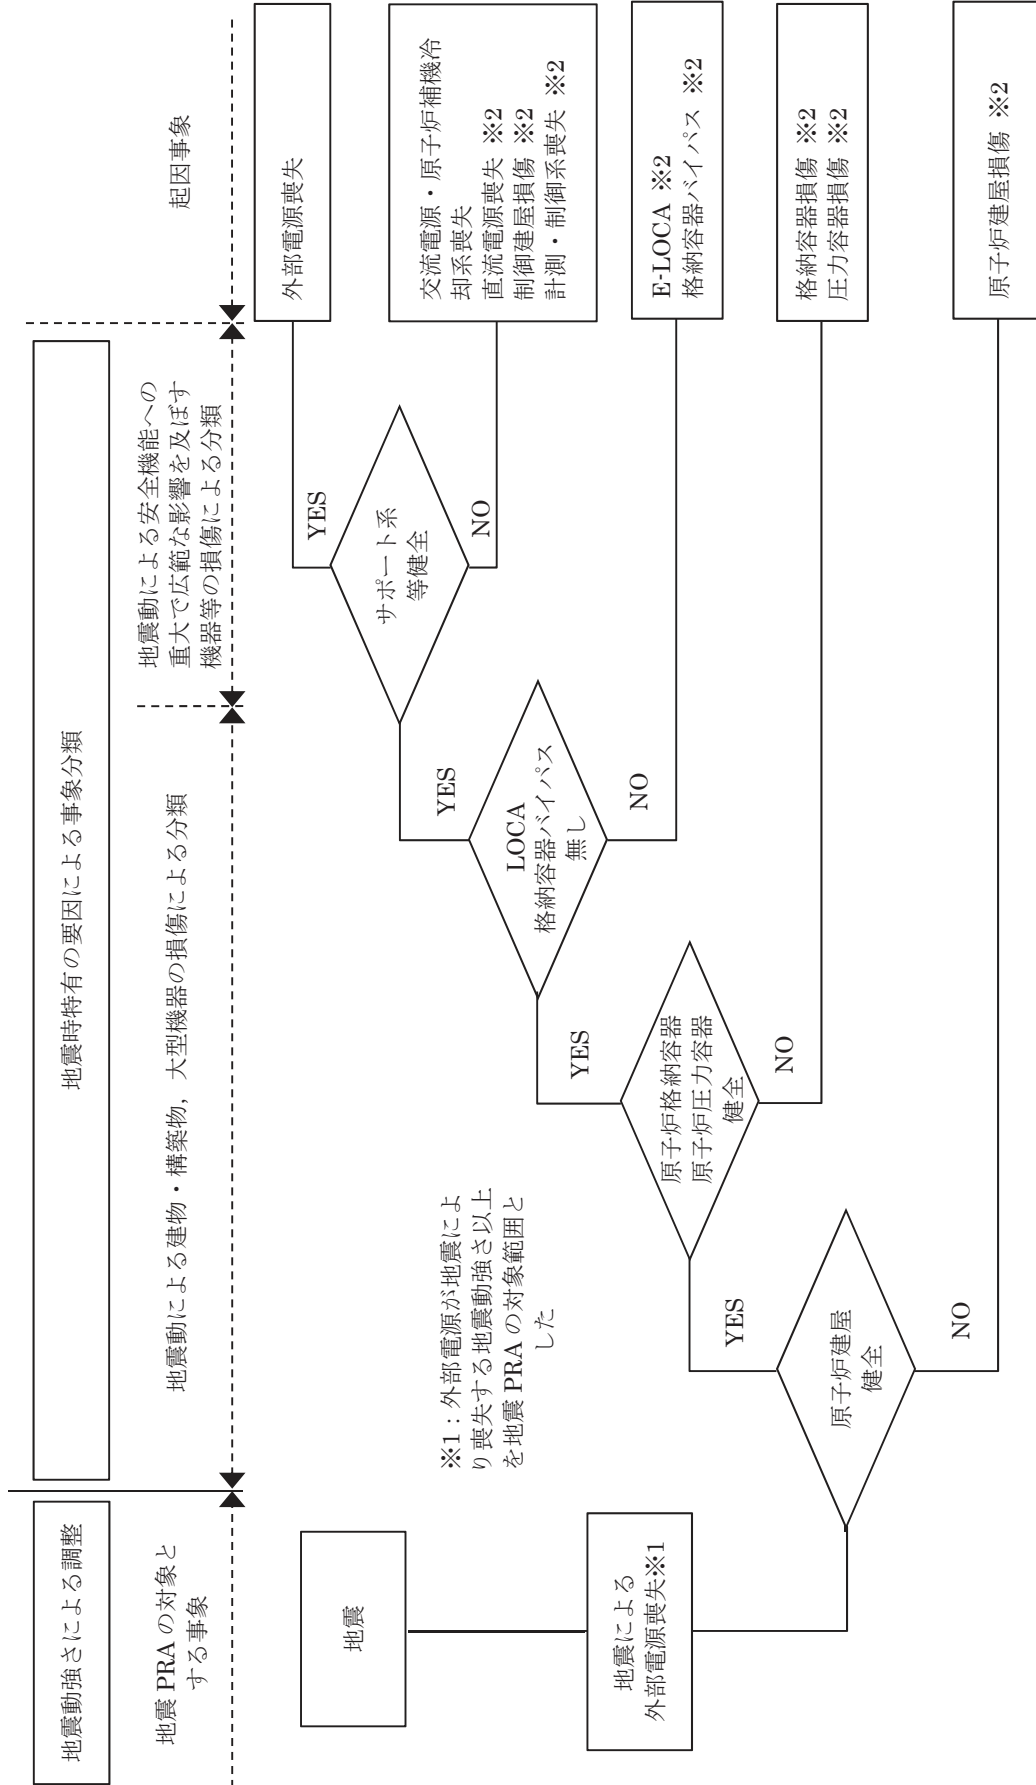 地震動強さによる調整
地震時特有の要因による事象分類
地震 PRA の対象と
する事象
地震動による建物・構築物，大型機器の損傷による分類
地震動による安全機能への
重大で広範な影響を及ぼす
機器等の損傷による分類
起因事象
地震
地震による
外部電源喪失※1
※1：外部電源が地震によ
り喪失する地震動強さ以上
を地震 PRA の対象範囲と
した
原子炉建屋
健全
YES
NO
原子炉格納容器
原子炉圧力容器
健全
YES
NO
LOCA
格納容器バイパス
無し
YES
NO
サポート系
等健全
YES
NO
外部電源喪失
交流電源・原子炉補機冷
却系喪失
直流電源喪失 ※2
制御建屋損傷 ※2
計測・制御系喪失 ※2
E-LOCA ※2
格納容器バイパス ※2
格納容器損傷 ※2
圧力容器損傷 ※2
原子炉建屋損傷 ※2